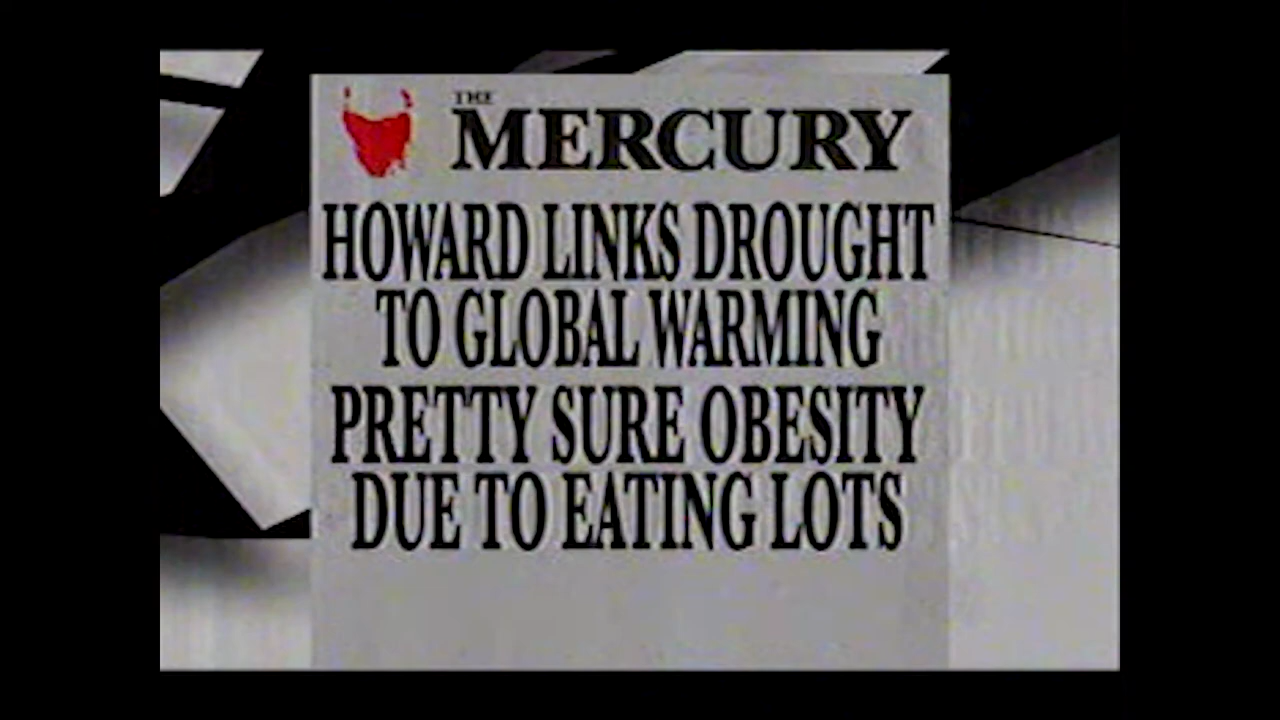 THE
MERCURY
HOWARD LINKS DROUGHT
TO GLOBAL WARMING
PRETTY SURE OBESITY
DUE TO EATING LOTS